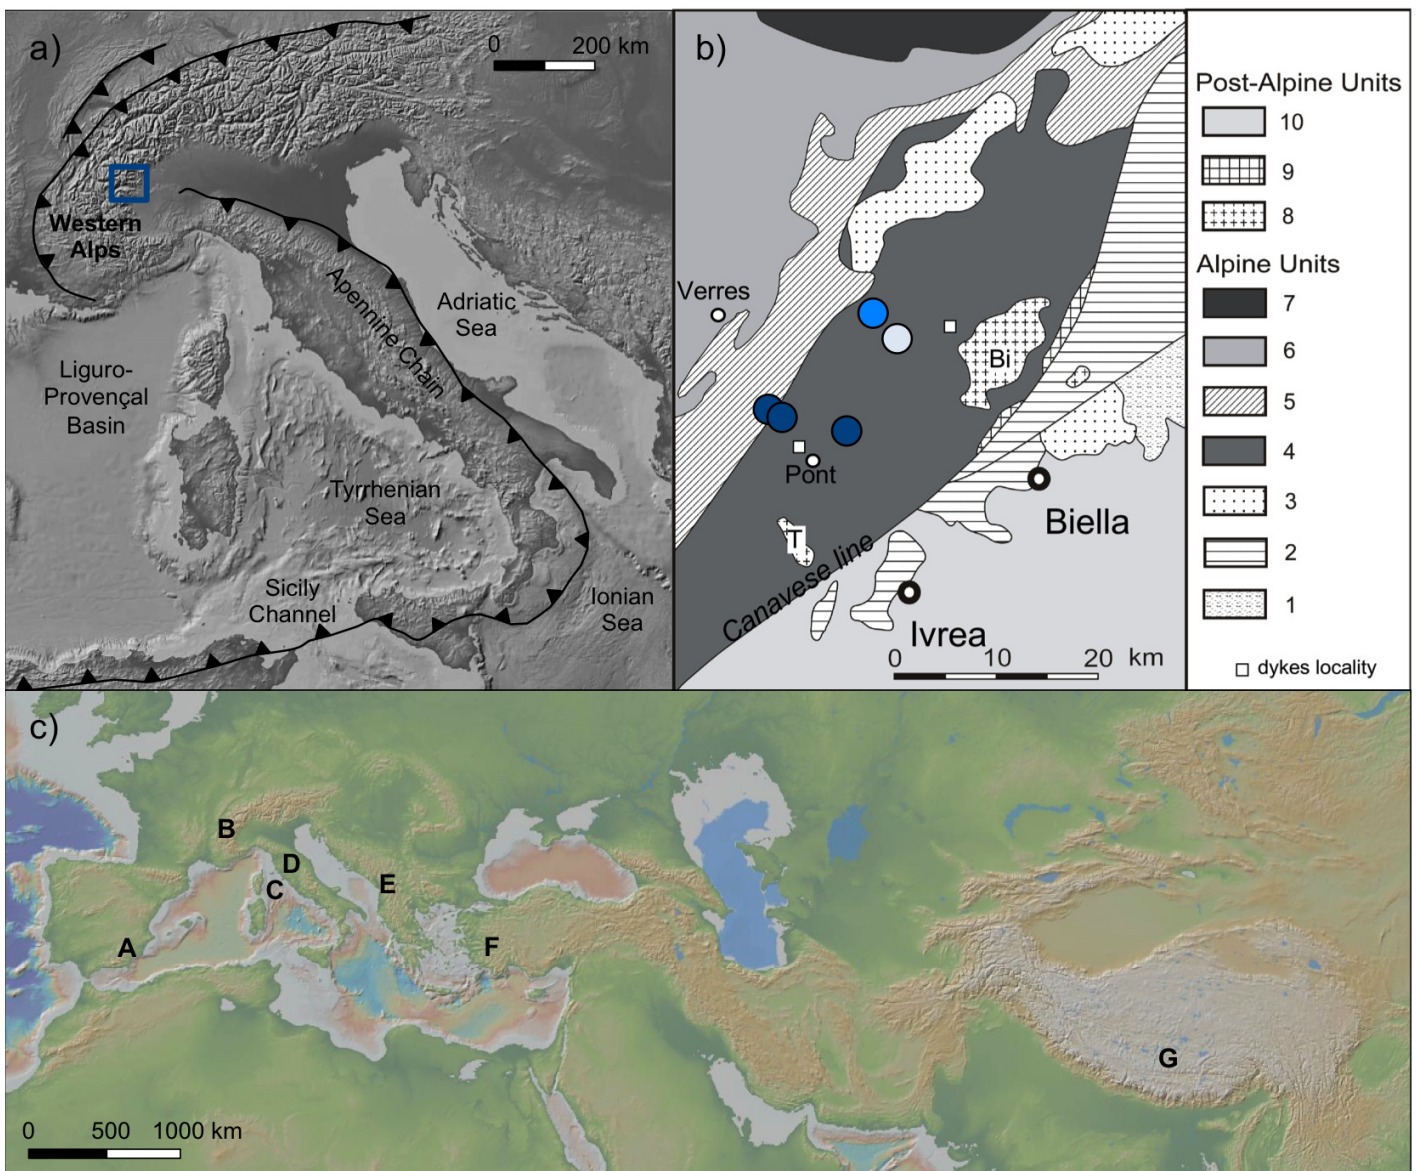 a)
0 200 km
Western
Alps
Apennine Chain
Adriatic
Sea
Liguro-
Provençal
Basin
Tyrrhenian
Sea
Sicily
Channel
Ionian
Sea
b)
Verres
Bi
Pont
T
Canavese line
Biella
Ivrea
0 10 20 km
Post-Alpine Units
10
9
8
Alpine Units
7
6
5
4
3
2
1
dykes locality
c)
B
D
C
E
A
F
G
0 500 1000 km